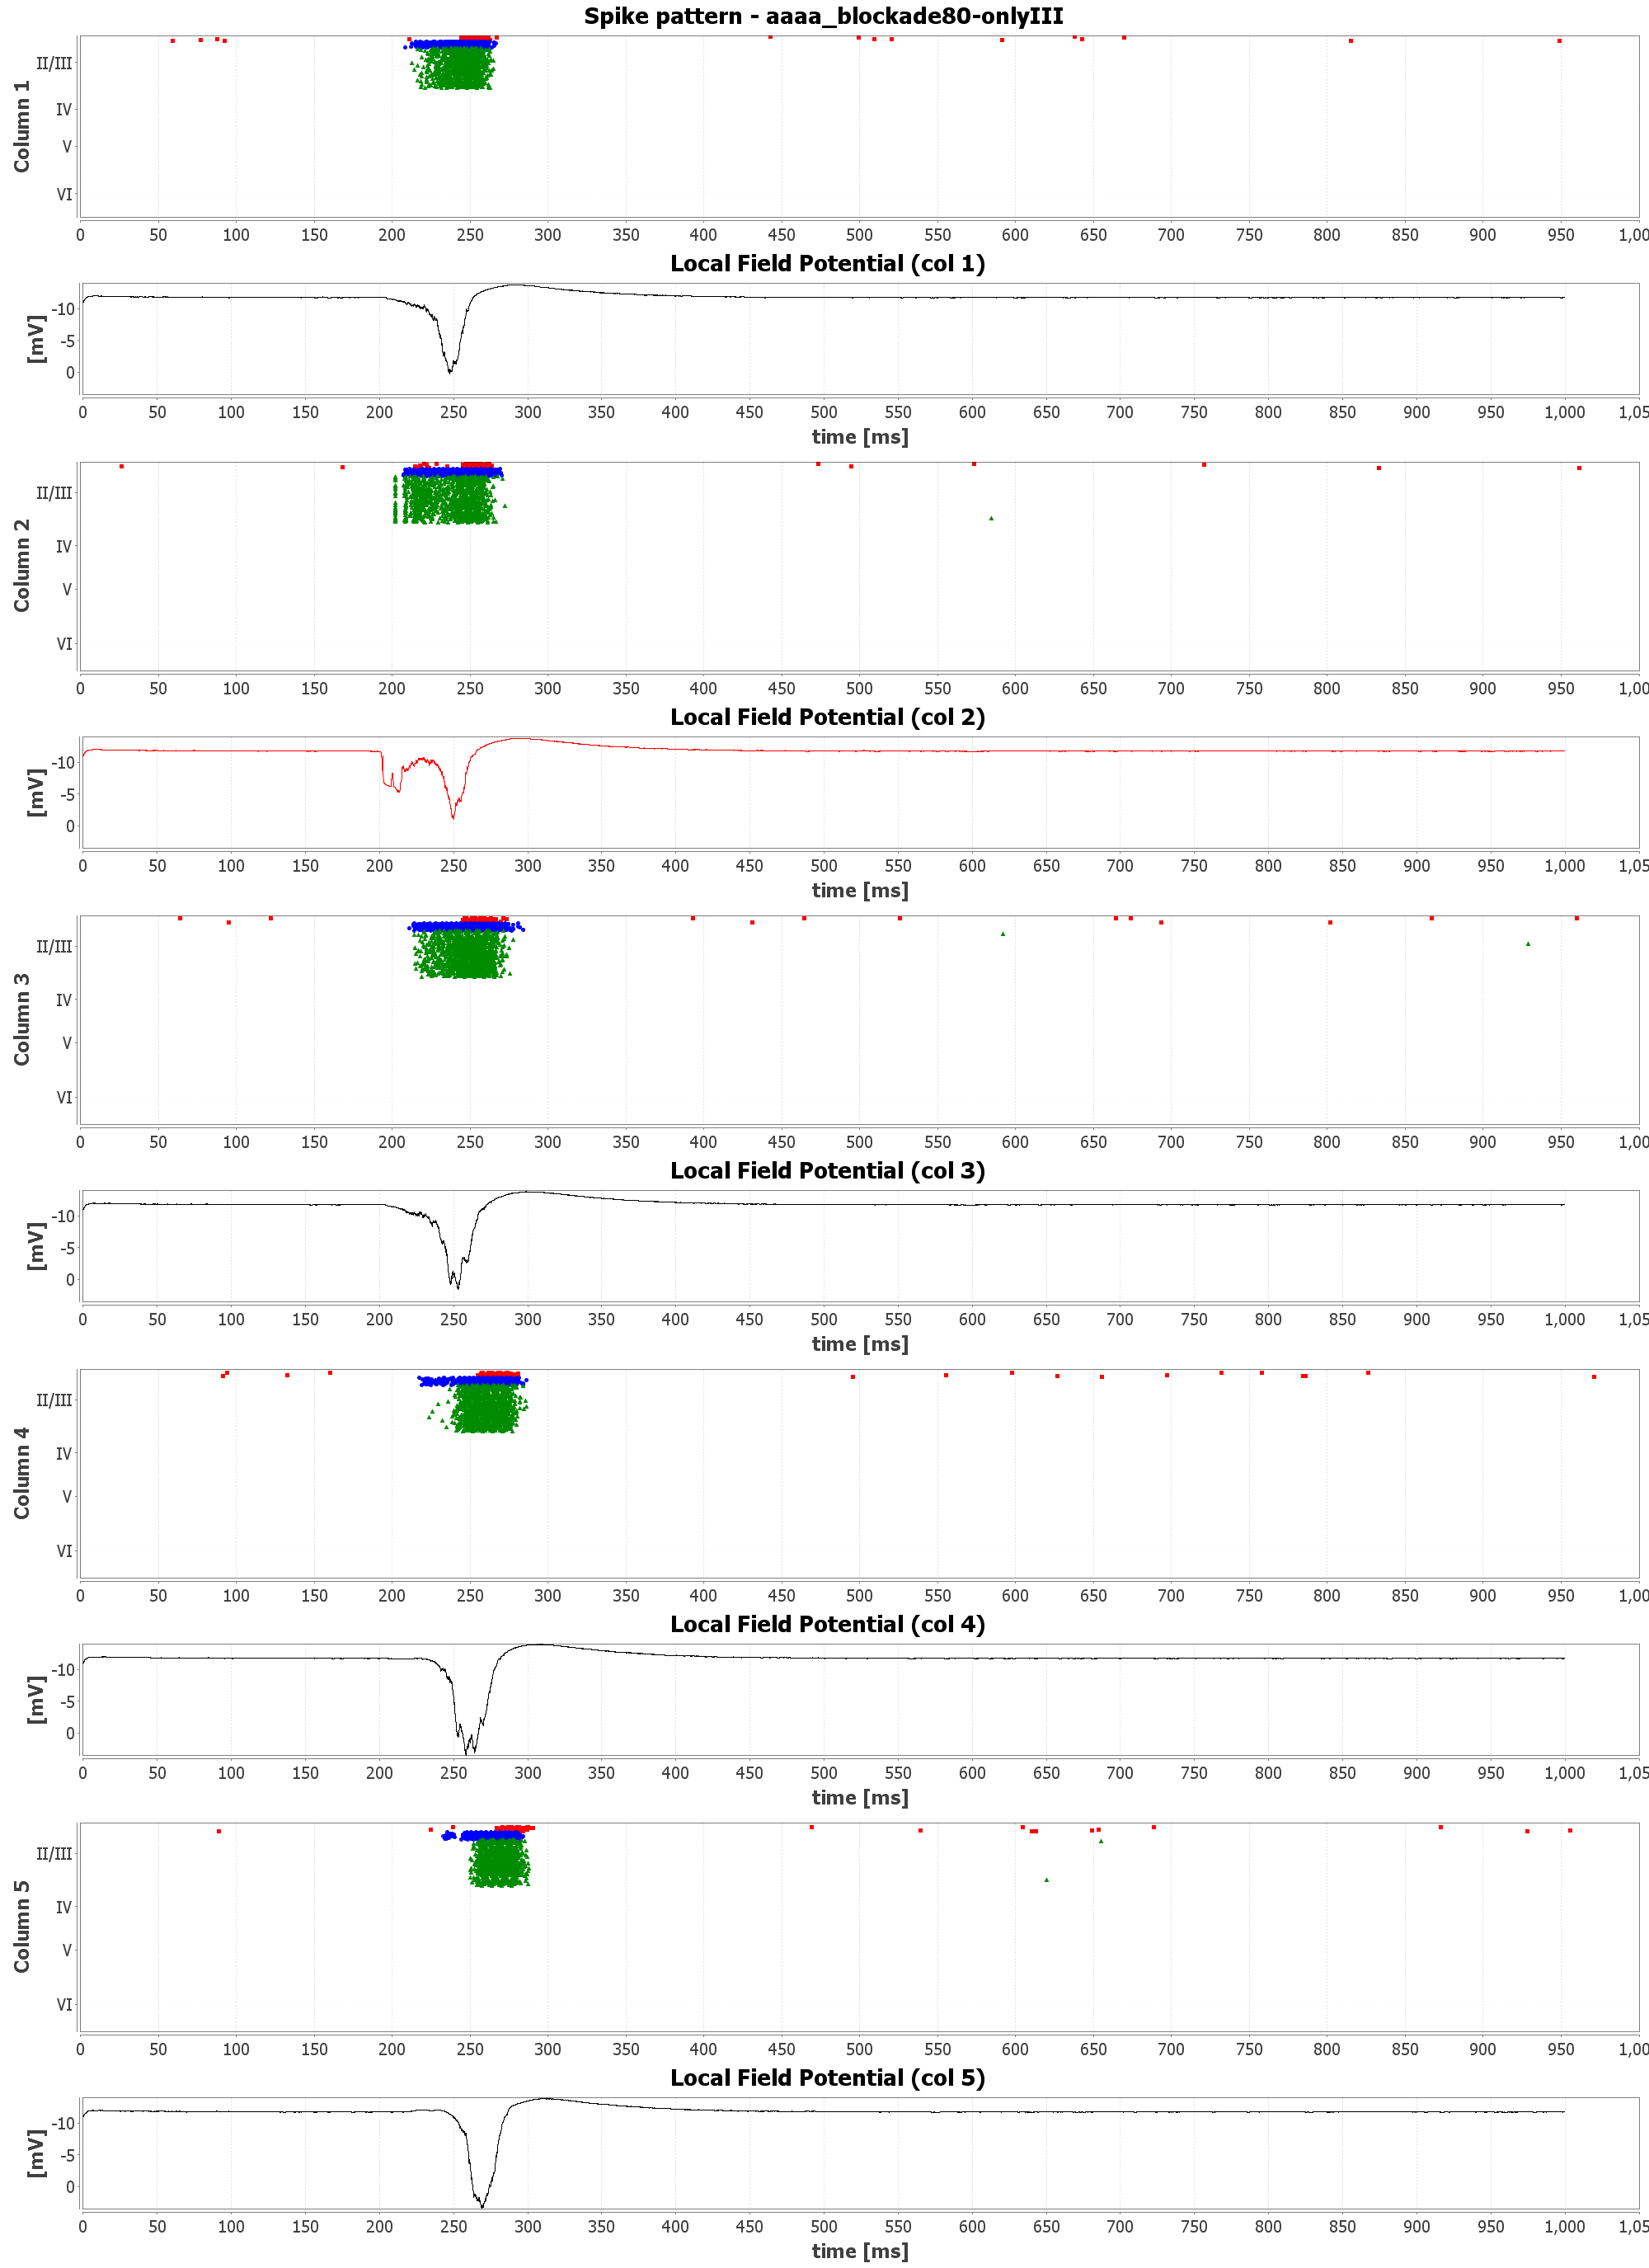 Spike pattern - aaaa_blockade80-onlyIII
Column 1
II/III
IV
V
VI
0 50 100 150 200 250 300 350 400 450 500 550 600 650 700 750 800 850 900 950 1,00
Local Field Potential (col 1)
[mV]
-10
-5
0
0 50 100 150 200 250 300 350 400 450 500 550 600 650 700 750 800 850 900 950 1,000 1,05
time [ms]
Column 2
II/III
IV
V
VI
0 50 100 150 200 250 300 350 400 450 500 550 600 650 700 750 800 850 900 950 1,00
Local Field Potential (col 2)
[mV]
-10
-5
0
0 50 100 150 200 250 300 350 400 450 500 550 600 650 700 750 800 850 900 950 1,000 1,05
time [ms]
Column 3
II/III
IV
V
VI
0 50 100 150 200 250 300 350 400 450 500 550 600 650 700 750 800 850 900 950 1,00
Local Field Potential (col 3)
[mV]
-10
-5
0
0 50 100 150 200 250 300 350 400 450 500 550 600 650 700 750 800 850 900 950 1,000 1,05
time [ms]
Column 4
II/III
IV
V
VI
0 50 100 150 200 250 300 350 400 450 500 550 600 650 700 750 800 850 900 950 1,00
Local Field Potential (col 4)
[mV]
-10
-5
0
0 50 100 150 200 250 300 350 400 450 500 550 600 650 700 750 800 850 900 950 1,000 1,05
time [ms]
Column 5
II/III
IV
V
VI
0 50 100 150 200 250 300 350 400 450 500 550 600 650 700 750 800 850 900 950 1,00
Local Field Potential (col 5)
[mV]
-10
-5
0
0 50 100 150 200 250 300 350 400 450 500 550 600 650 700 750 800 850 900 950 1,000 1,05
time [ms]